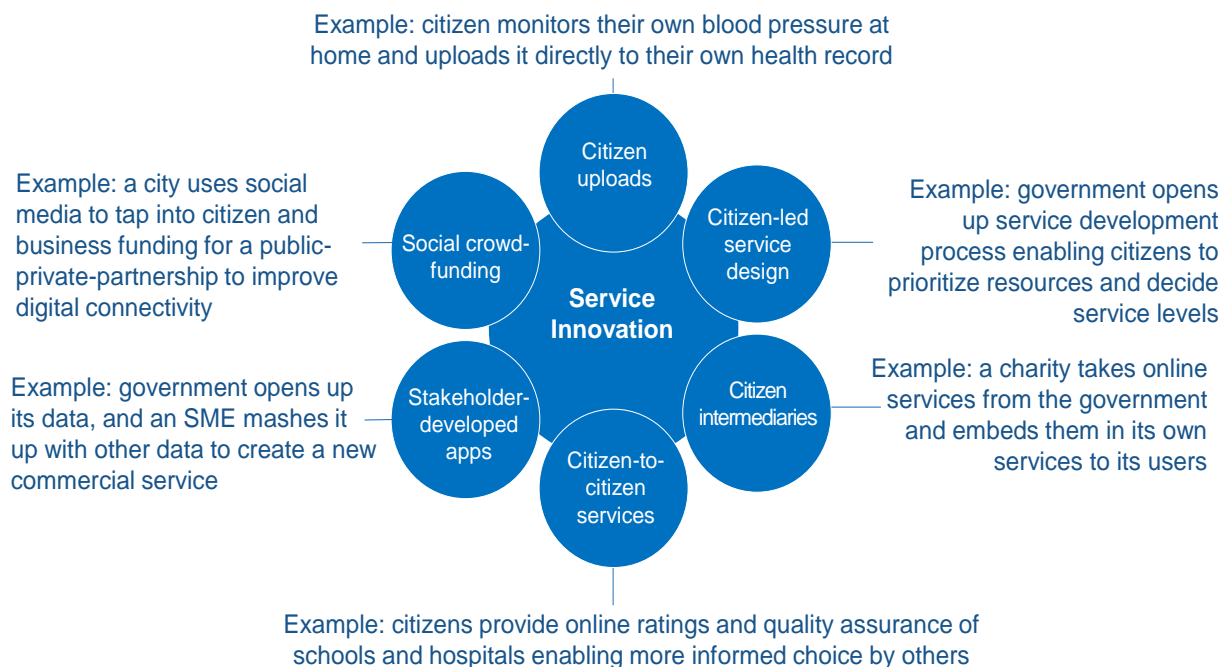 Example: citizen monitors their own blood pressure at
home and uploads it directly to their own health record
Citizen
uploads
Example: a city uses social
media to tap into citizen and
business funding for a public-
private-partnership to improve
digital connectivity
Social crowd-
funding
Citizen-led
service
design
Example: government opens
up service development
process enabling citizens to
prioritize resources and decide
service levels
Service
Innovation
Example: government opens up
its data, and an SME mashes it
up with other data to create a new
commercial service
Stakeholder-
developed
apps
Citizen
intermediaries
Example: a charity takes online
services from the government
and embeds them in its own
services to its users
Citizen-to-
citizen
services
Example: citizens provide online ratings and quality assurance of
schools and hospitals enabling more informed choice by others